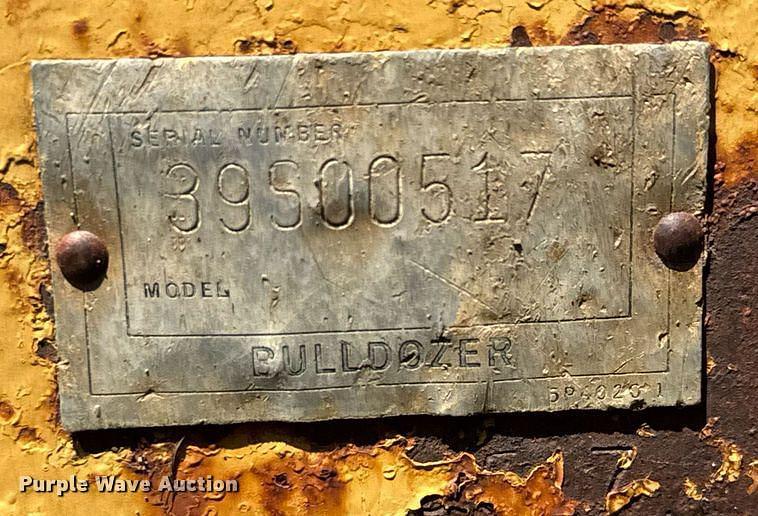 SERIAL NUMBER
39S00517
MODEL
BULLDOZER
Purple Wave Auction